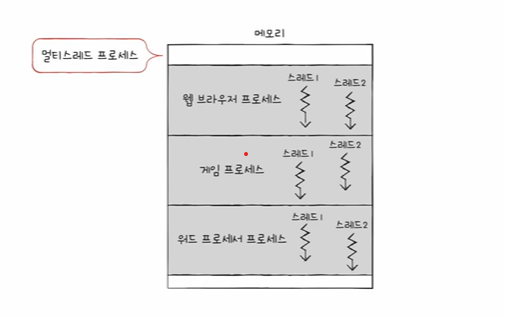 메모리
멀티스레드 프로세스
웹 브라우저 프로세스
스레드1
스레드2
게임 프로세스
스레드1
스레드2
워드 프로세서 프로세스
스레드1
스레드2